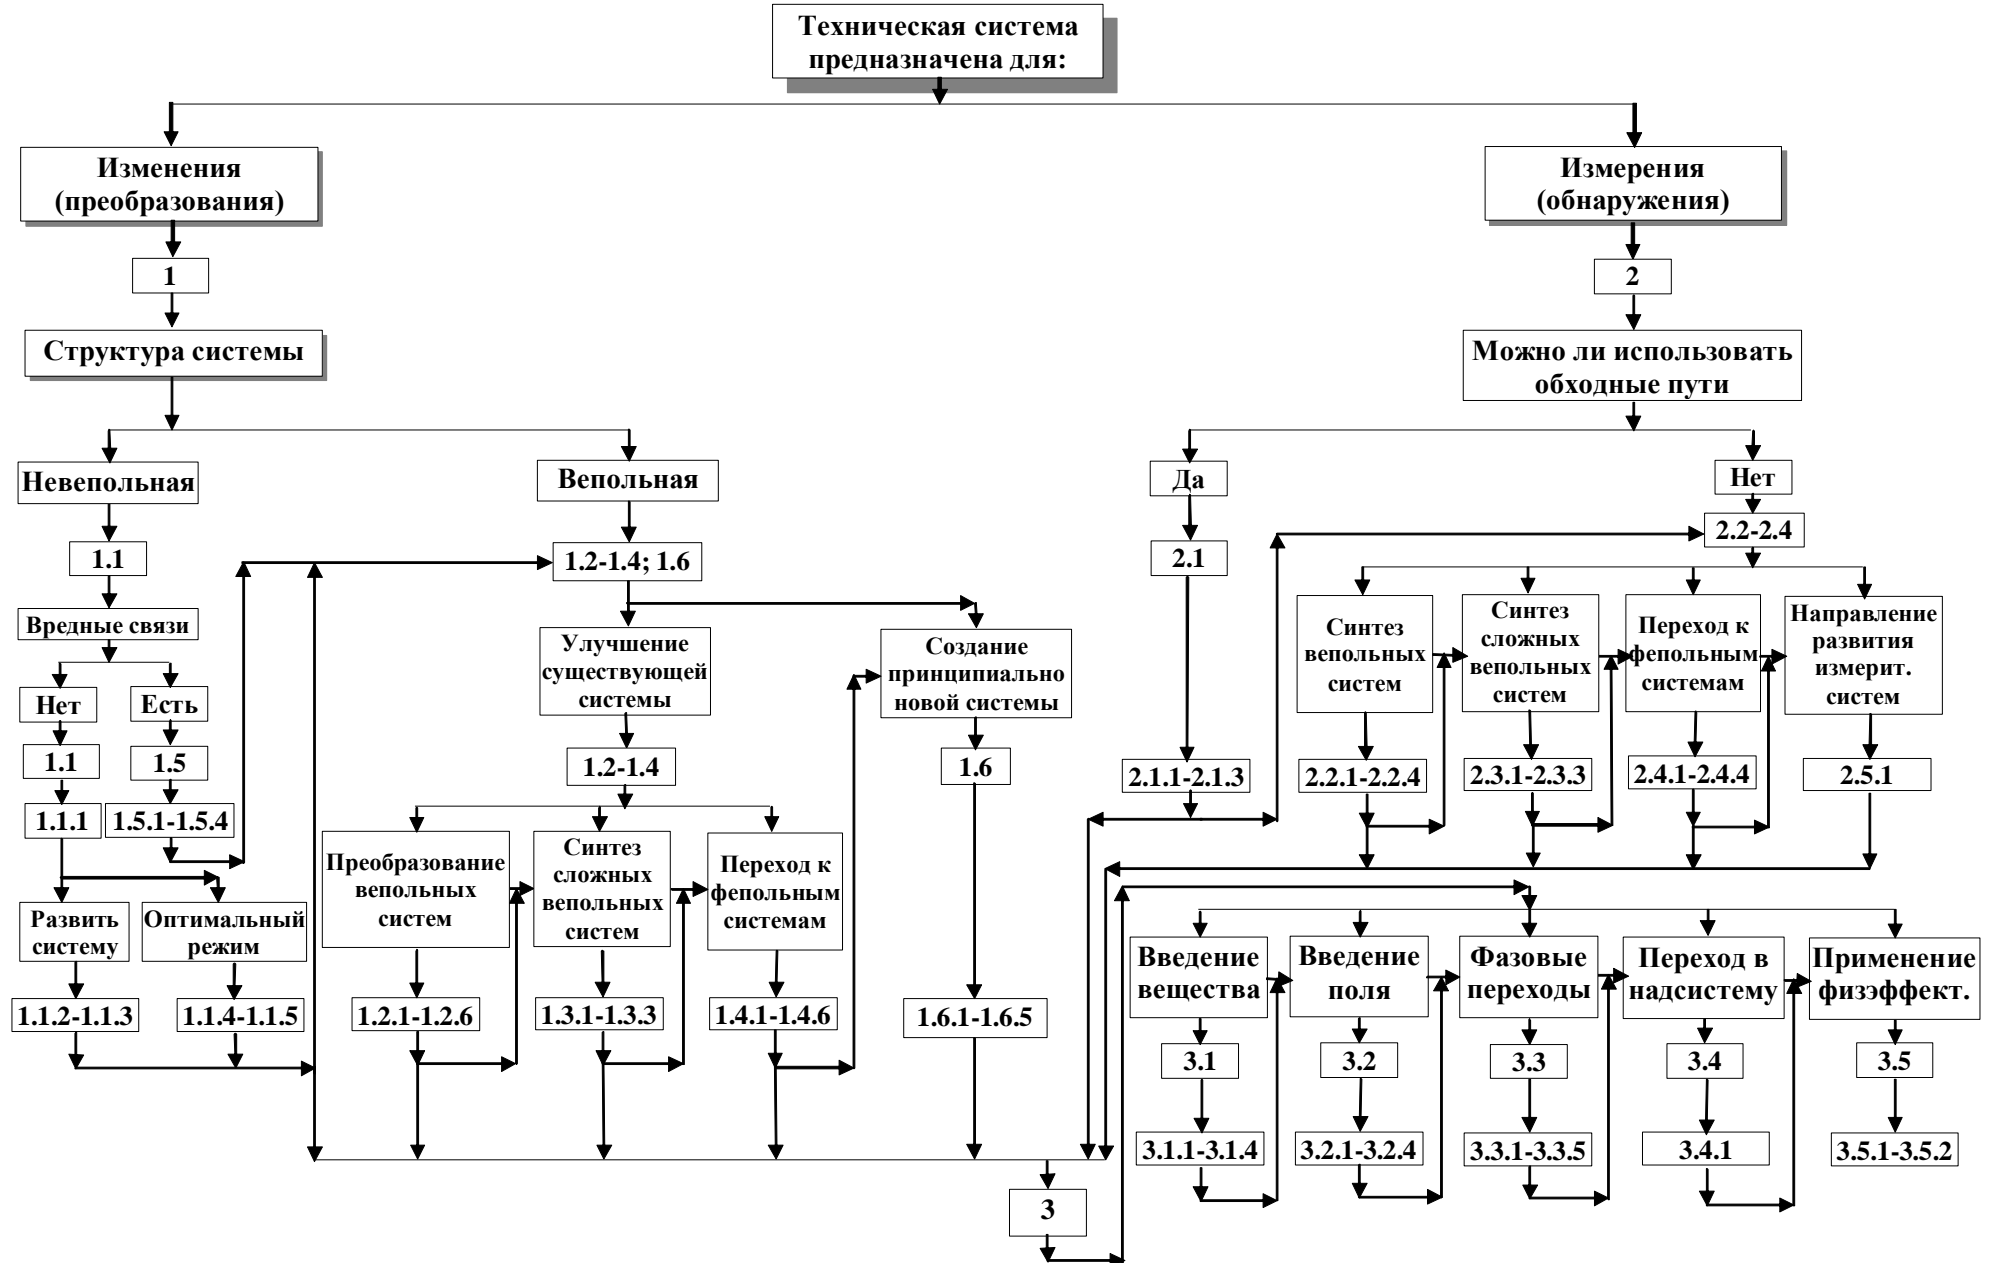 Техническая система
предназначена для:
Изменения
(преобразования)
1
Структура системы
Невепольная
Вепольная
1.1
1.2-1.4; 1.6
Вредные связи
Нет
Есть
1.1
1.5
1.1.1
1.5.1-1.5.4
Развить
систему
Оптимальный
режим
1.1.2-1.1.3
1.1.4-1.1.5
Улучшение
существующей
системы
1.2-1.4
Создание
принципиально
новой системы
1.6
Преобразование
вепольных
систем
Синтез
сложных
вепольных
систем
Переход к
фепольным
системам
1.2.1-1.2.6
1.3.1-1.3.3
1.4.1-1.4.6
1.6.1-1.6.5
Измерения
(обнаружения)
2
Можно ли использовать
обходные пути
Да
Нет
2.1
2.2-2.4
2.1.1-2.1.3
Синтез
вепольных
систем
Синтез
сложных
вепольных
систем
Переход к
фепольным
системам
Направление
развития
измерит.
систем
2.2.1-2.2.4
2.3.1-2.3.3
2.4.1-2.4.4
2.5.1
3
Введение
вещества
Введение
поля
Фазовые
переходы
Переход в
надсистему
Применение
физэффект.
3.1
3.2
3.3
3.4
3.5
3.1.1-3.1.4
3.2.1-3.2.4
3.3.1-3.3.5
3.4.1
3.5.1-3.5.2